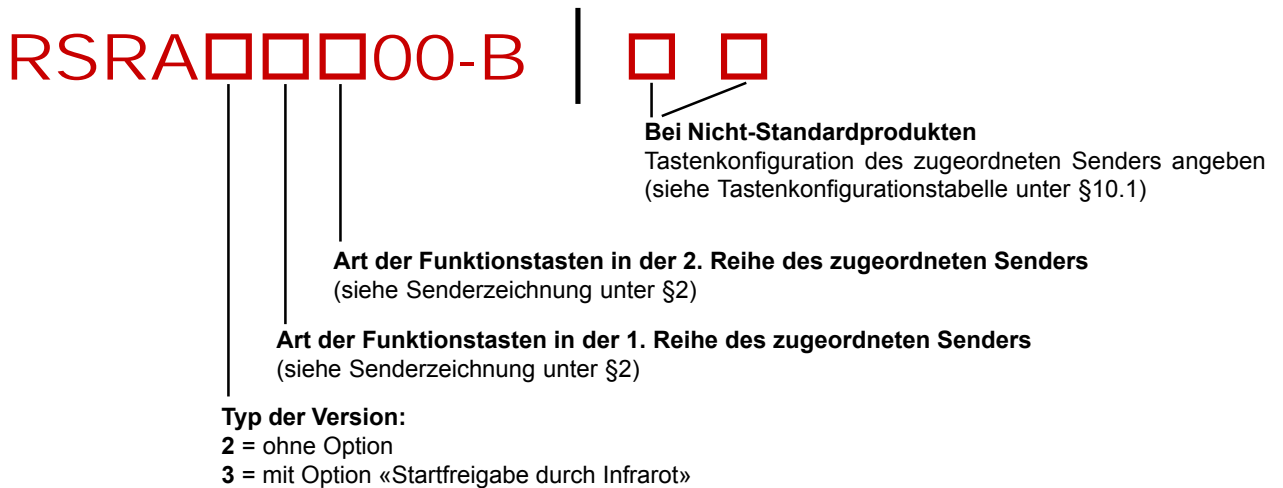 RSRA□□□00-B | □ □
Bei Nicht-Standardprodukten
Tastenkonfiguration des zugeordneten Senders angeben
(siehe Tastenkonfigurationstabelle unter §10.1)
Art der Funktionstasten in der 2. Reihe des zugeordneten Senders
(siehe Senderzeichnung unter §2)
Art der Funktionstasten in der 1. Reihe des zugeordneten Senders
(siehe Senderzeichnung unter §2)
Typ der Version:
2 = ohne Option
3 = mit Option «Startfreigabe durch Infrarot»